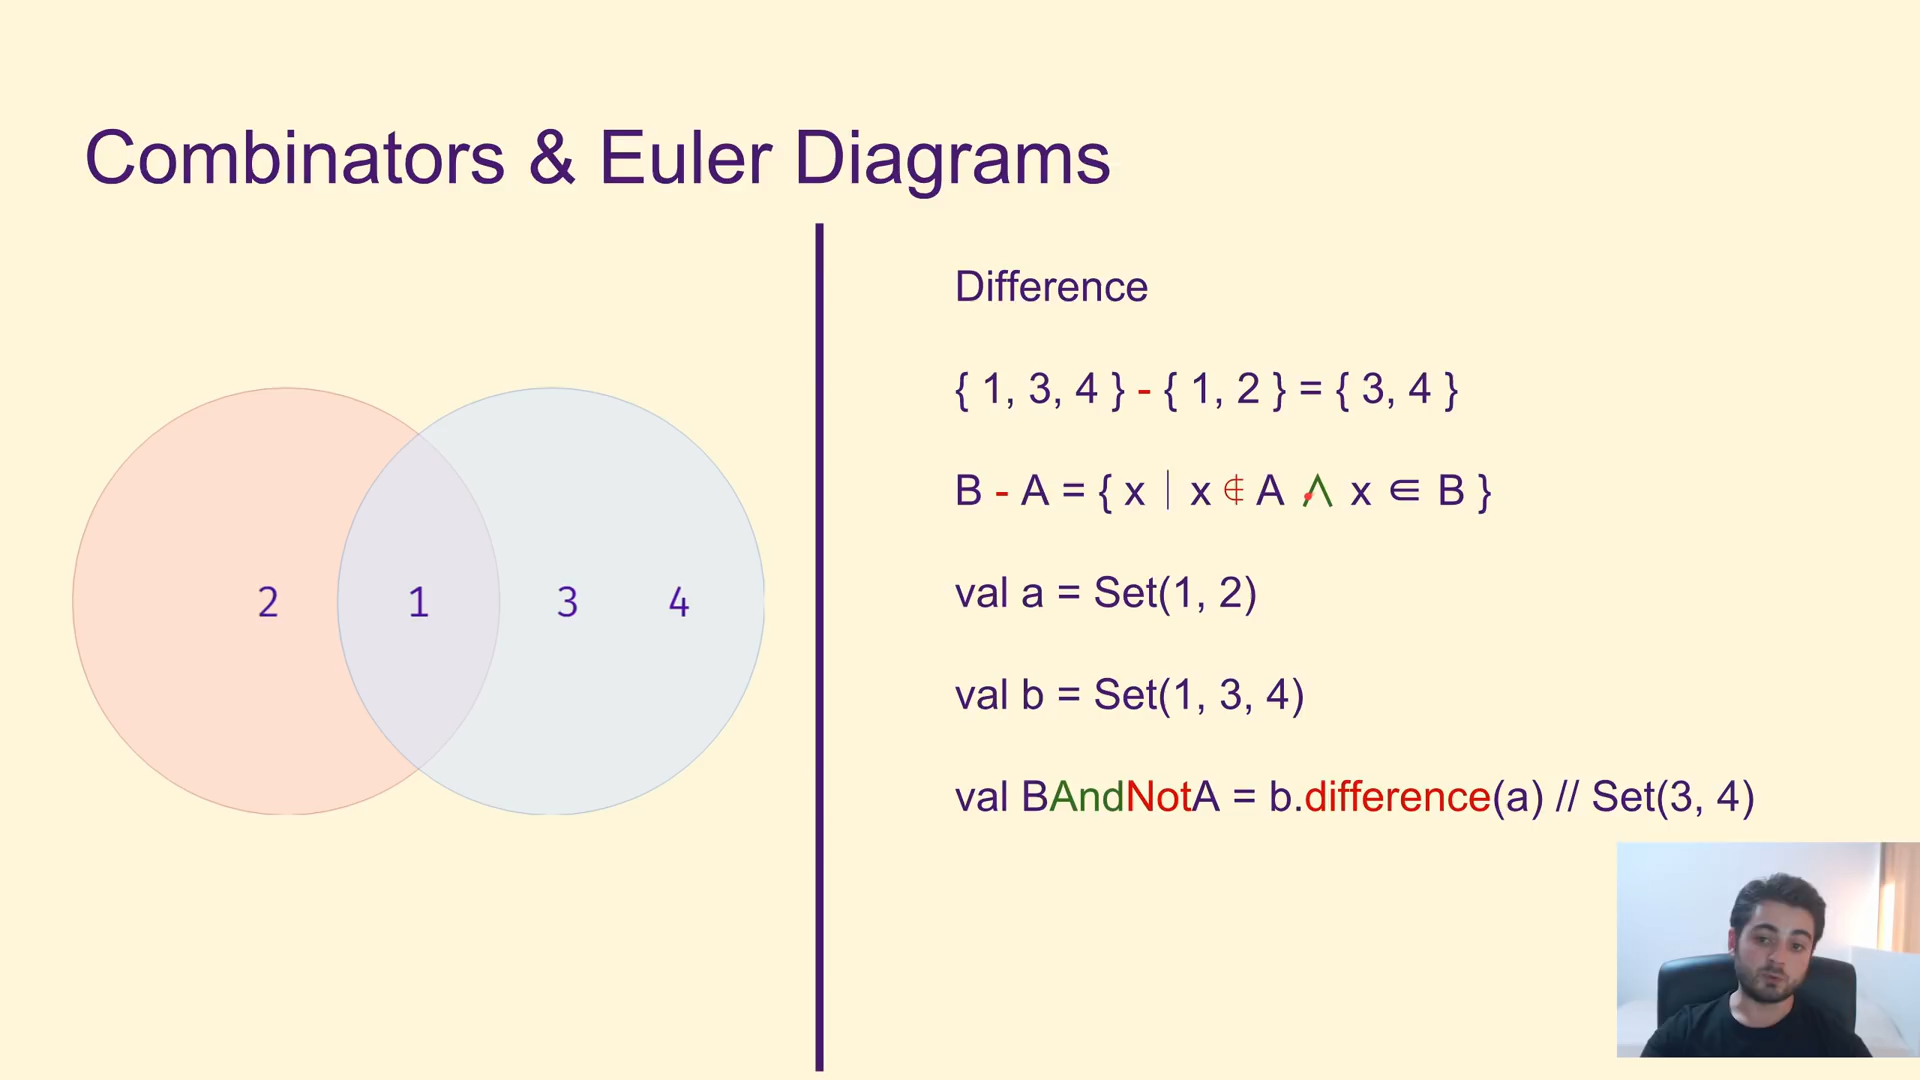 Combinators & Euler Diagrams
2 1 3 4
Difference
{ 1, 3, 4 } - { 1, 2 } = { 3, 4 }
B - A = { x | x ∉ A ∧ x ∈ B }
val a = Set(1, 2)
val b = Set(1, 3, 4)
val BAndNotA = b.difference(a) // Set(3, 4)